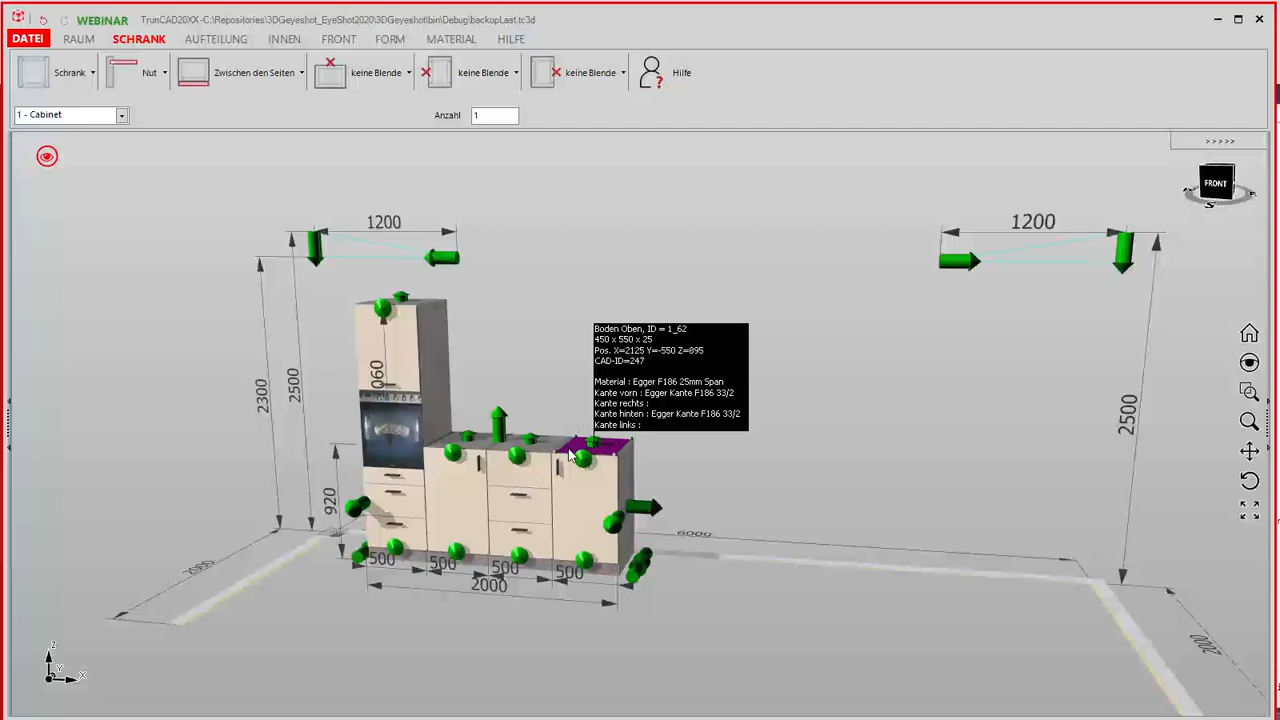 WEBINAR TrunCAD20XX -C:\Repositories\3DGeyeshot_EyeShot2020\3DGeyeshot\bin\Debug\backupLast.tc3d
DATEI RAUM SCHRANK AUFTEILUNG INNEN FRONT FORM MATERIAL HILFE
Schrank Nut Zwischen den Seiten keine Blende keine Blende keine Blende Hilfe
1 - Cabinet Anzahl 1
> > > > >
FRONT
S
1200
1200
Boden Oben, ID = 1_62
450 x 550 x 25
Pos. X=2125 Y=-550 Z=895
CAD-ID=247
Material : Egger F186 25mm Span
Kante vorn : Egger Kante F186 33/2
Kante rechts :
Kante hinten : Egger Kante F186 33/2
Kante links :
2300
2500
2500
920
6000
500
500
500
500
2000
2000
2000
Z
Y
X